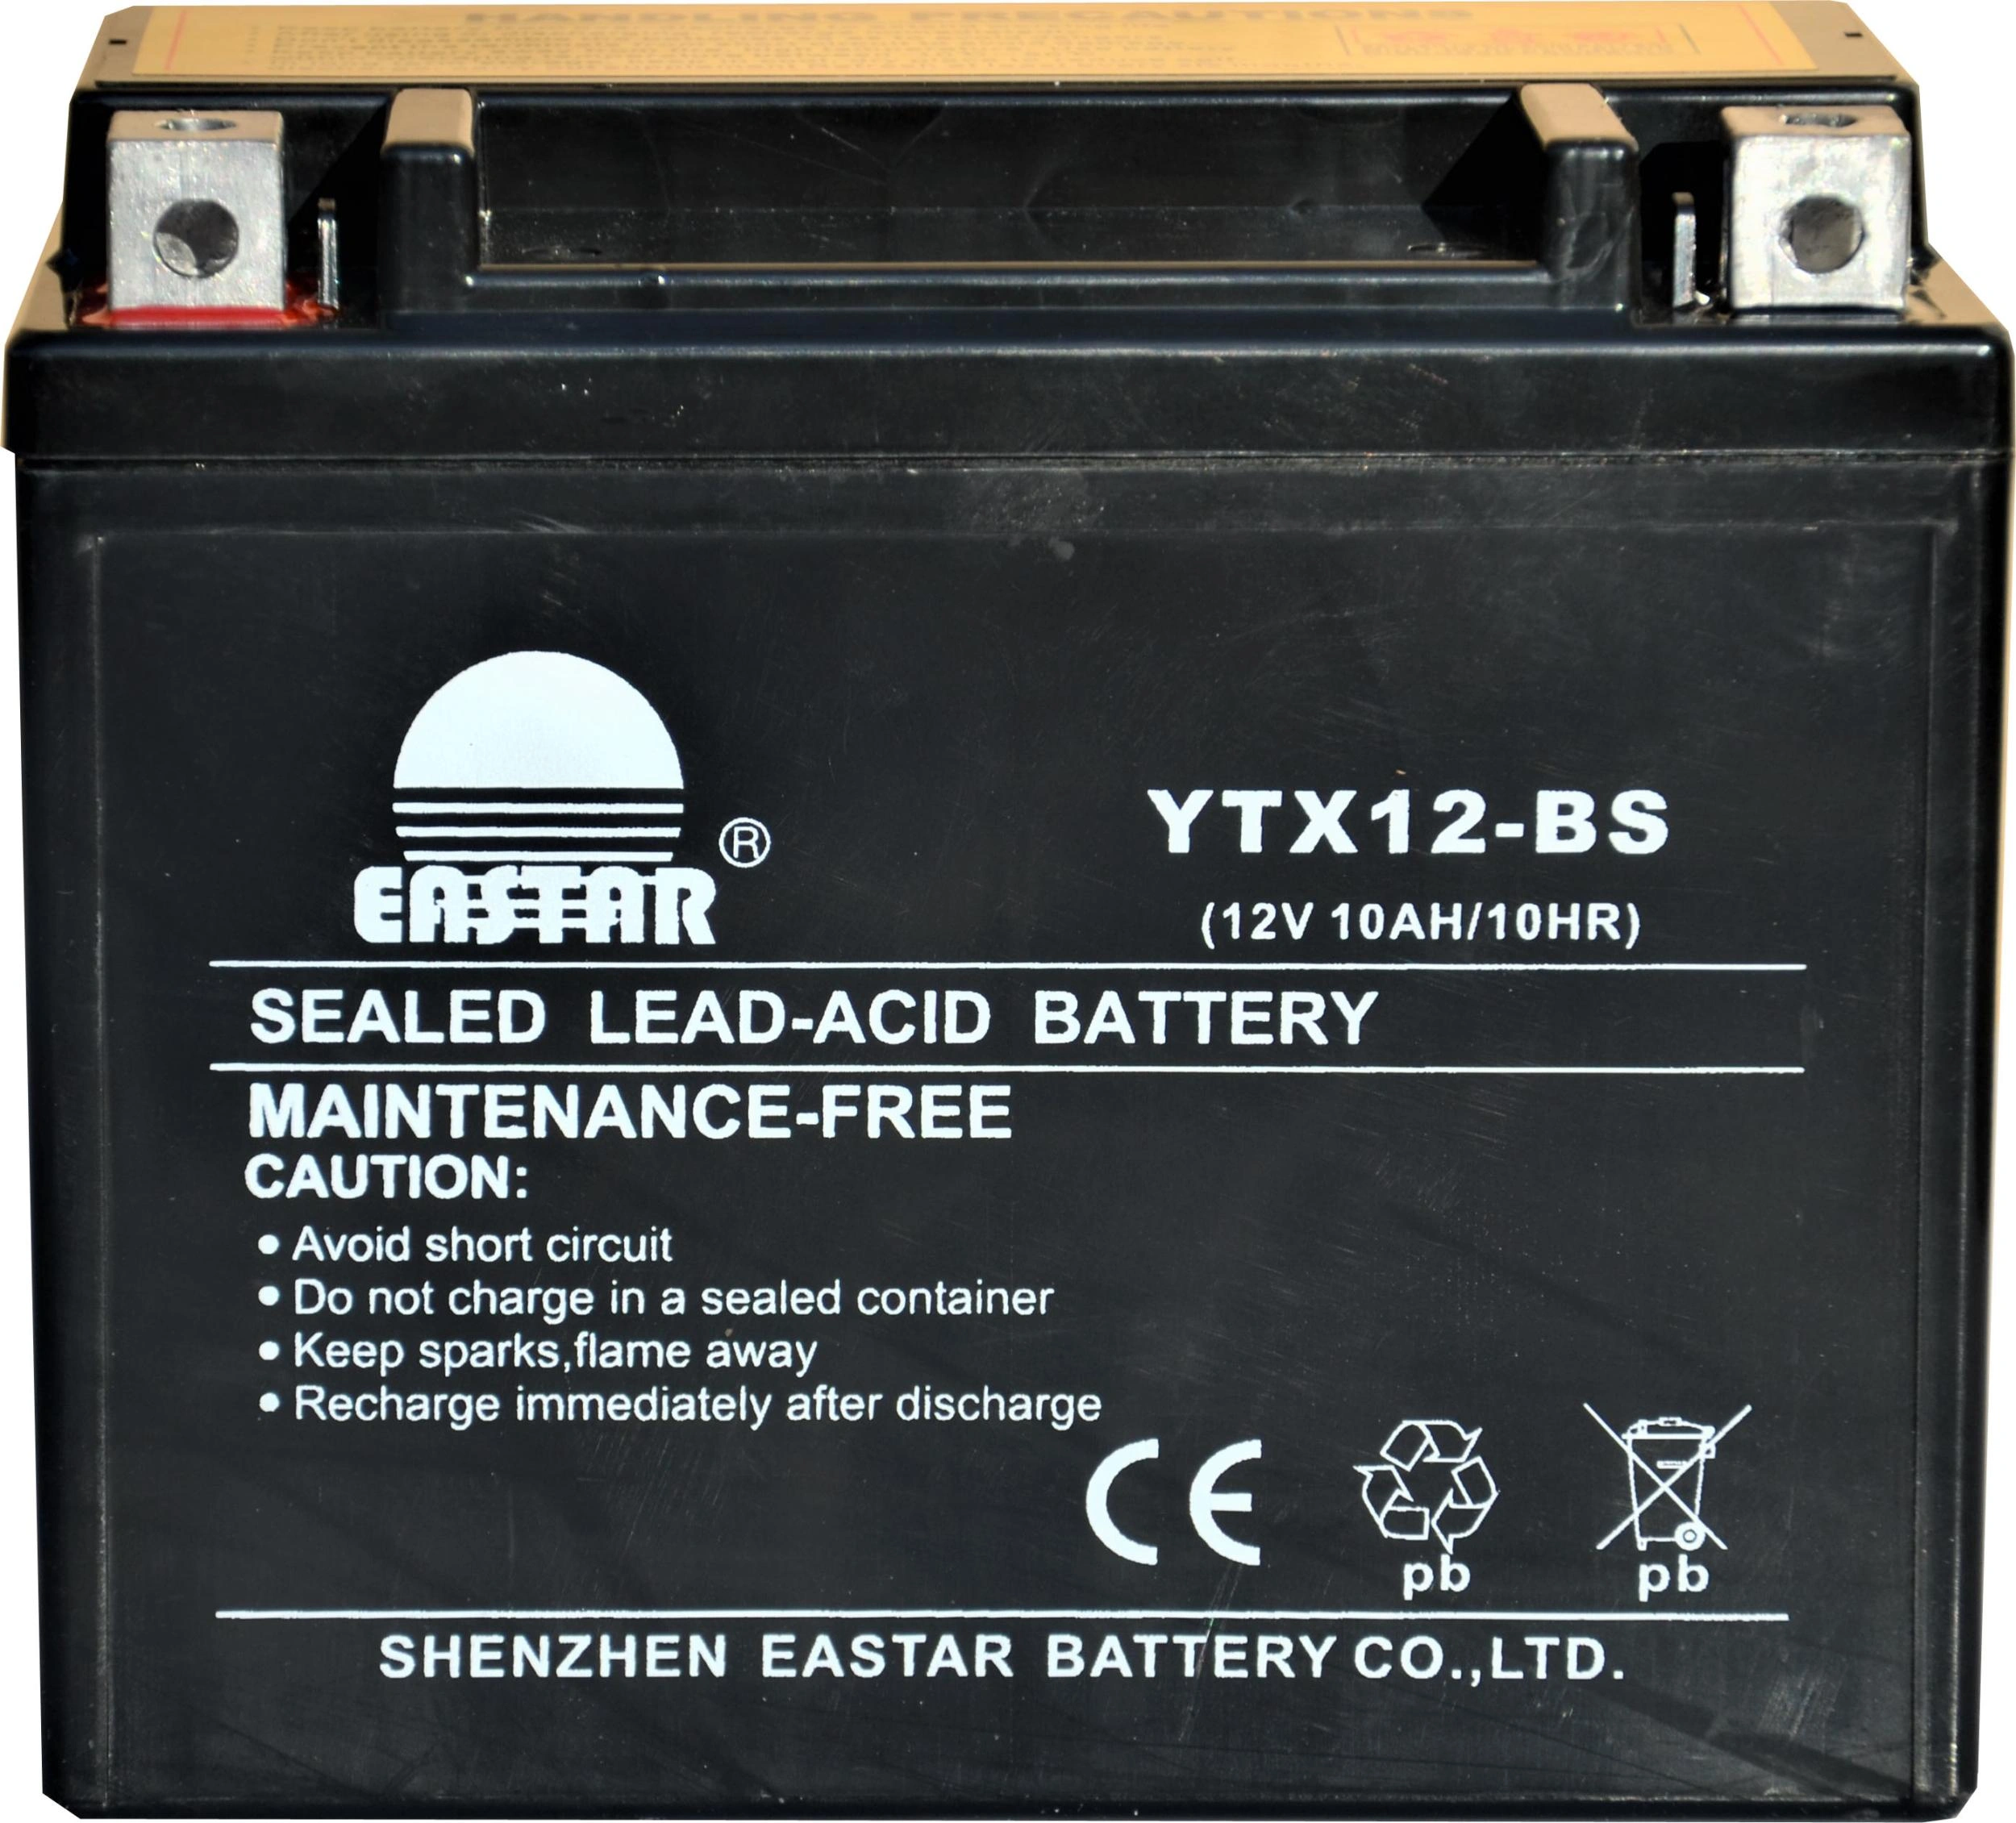 HANDLING PRECAUTIONS
EASTAR®
YTX12-BS
(12V 10AH/10HR)
SEALED LEAD-ACID BATTERY
MAINTENANCE-FREE
CAUTION:
• Avoid short circuit
• Do not charge in a sealed container
• Keep sparks,flame away
• Recharge immediately after discharge
CE
pb
pb
SHENZHEN EASTAR BATTERY CO.,LTD.